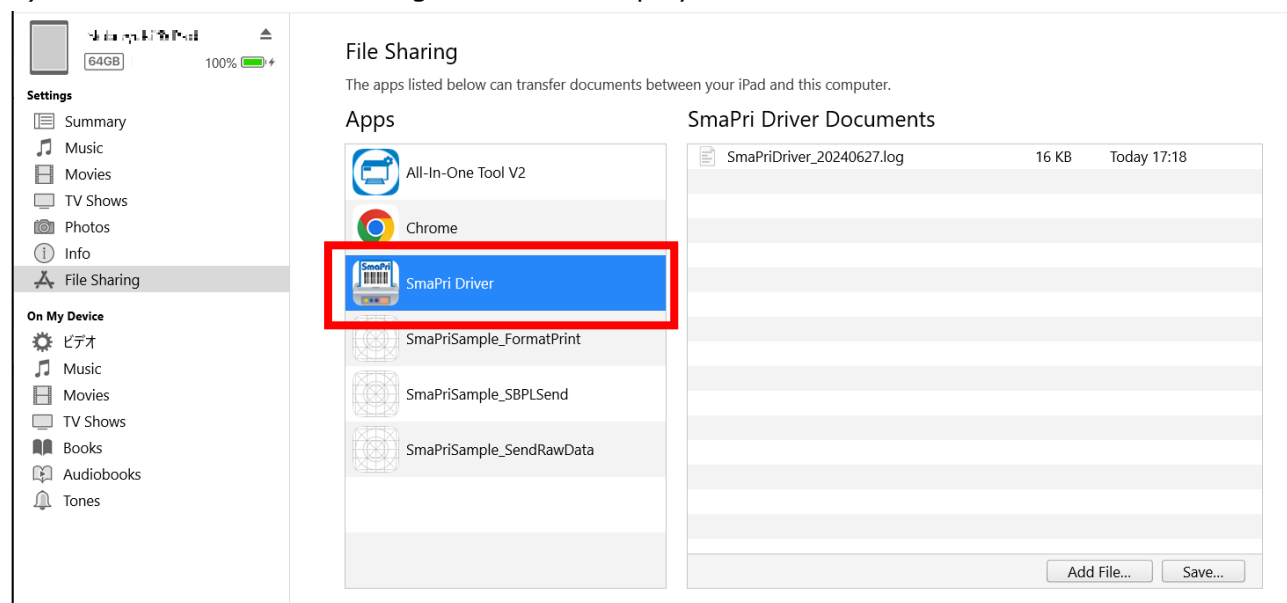 64GB
100%
Settings
Summary
Music
Movies
TV Shows
Photos
Info
File Sharing
On My Device
ビデオ
Music
Movies
TV Shows
Books
Audiobooks
Tones
File Sharing
The apps listed below can transfer documents between your iPad and this computer.
Apps
All-In-One Tool V2
Chrome
SmaPri
SmaPri Driver
SmaPriSample_FormatPrint
SmaPriSample_SBPLSend
SmaPriSample_SendRawData
SmaPri Driver Documents
SmaPriDriver_20240627.log 16 KB Today 17:18
Add File... Save...